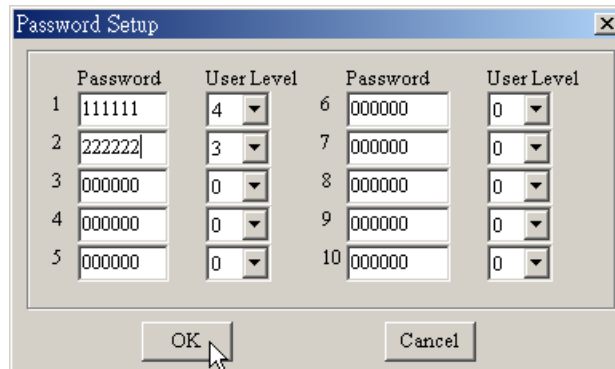 Password Setup
Password User Level Password User Level
1 111111 4 6 000000 0
2 222222 3 7 000000 0
3 000000 0 8 000000 0
4 000000 0 9 000000 0
5 000000 0 10 000000 0
OK Cancel